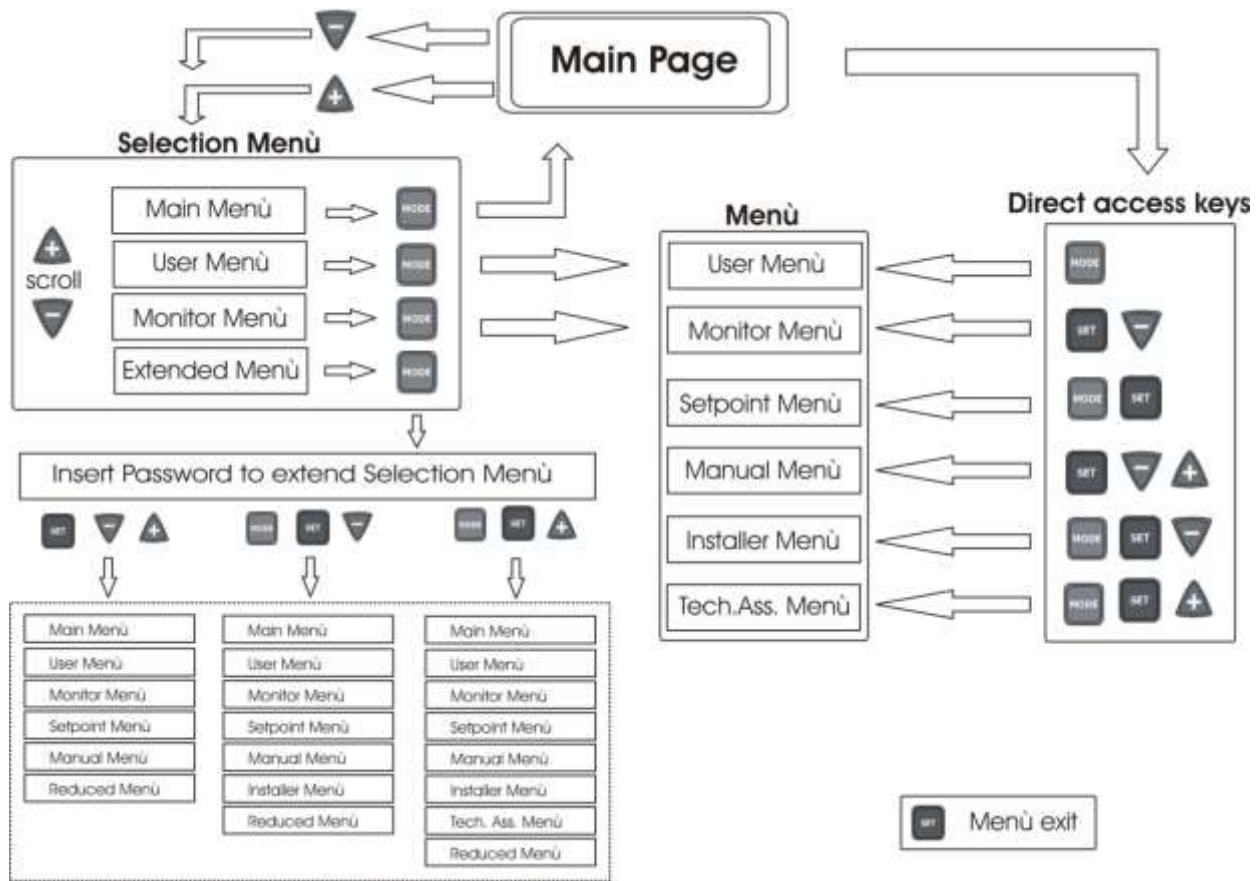 −
Main Page
+
Selection Menù
+
scroll
−
Main Menù
MODE
User Menù
MODE
Monitor Menù
MODE
Extended Menù
MODE
Insert Password to extend Selection Menù
SET − +
MODE SET −
MODE SET +
Main Menù
User Menù
Monitor Menù
Setpoint Menù
Manual Menù
Reduced Menù
Main Menù
User Menù
Monitor Menù
Setpoint Menù
Manual Menù
Installer Menù
Reduced Menù
Main Menù
User Menù
Monitor Menù
Setpoint Menù
Manual Menù
Installer Menù
Tech. Ass. Menù
Reduced Menù
Menù
User Menù
Monitor Menù
Setpoint Menù
Manual Menù
Installer Menù
Tech.Ass. Menù
Direct access keys
MODE
SET −
MODE SET
SET − +
MODE SET −
MODE SET +
SET Menù exit